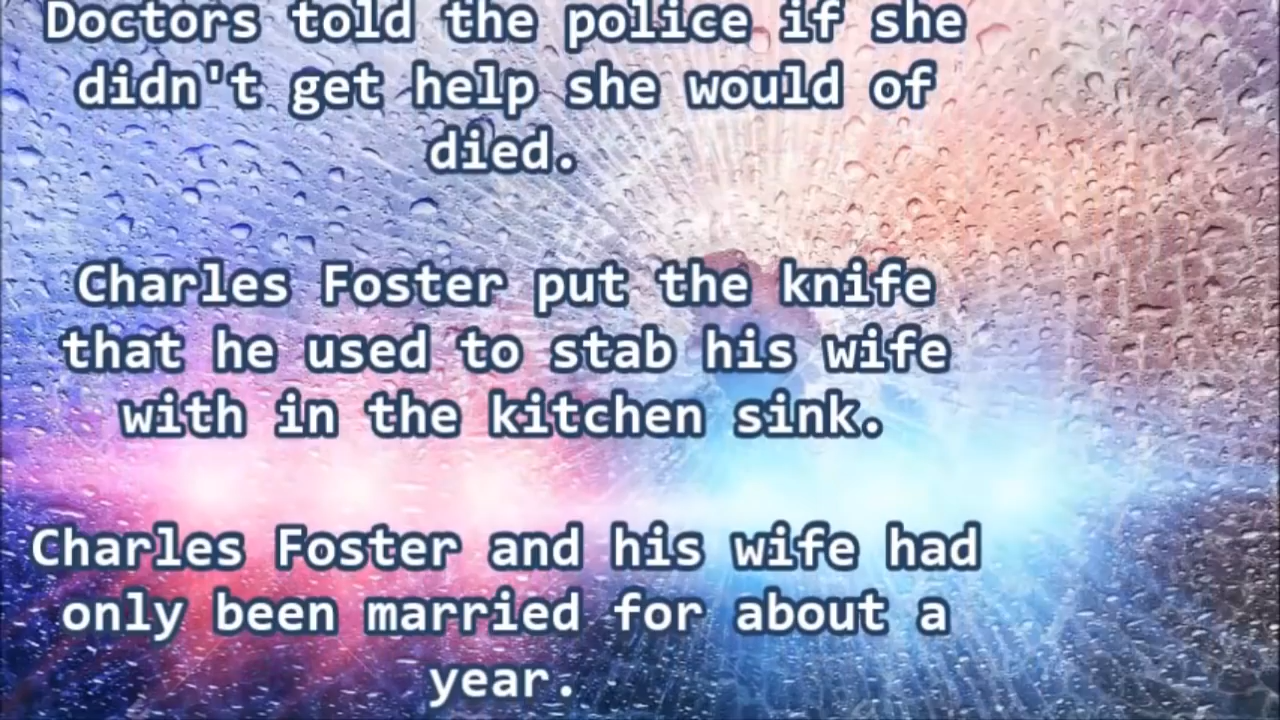 Doctors told the police if she
didn't get help she would of
died.
Charles Foster put the knife
that he used to stab his wife
with in the kitchen sink.
Charles Foster and his wife had
only been married for about a
year.